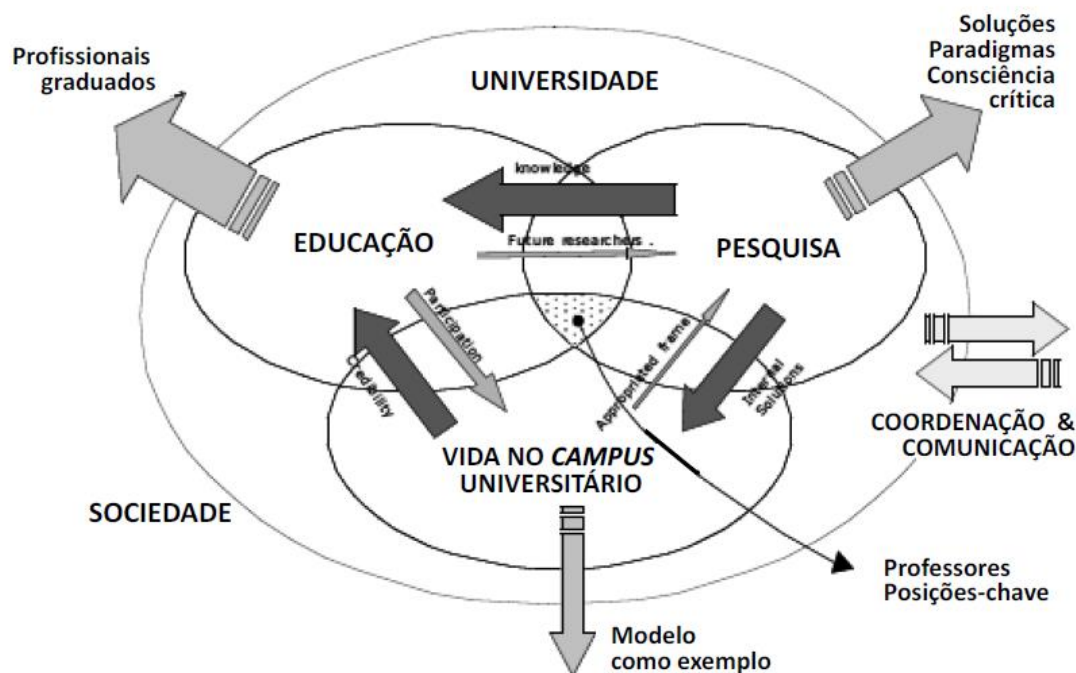 Profissionais
graduados
UNIVERSIDADE
Soluções
Paradigmas
Consciência
crítica
knowledge
EDUCAÇÃO
Future researchers .
PESQUISA
Participation
Credibility
Appropriated frame
Internal
Solutions
COORDENAÇÃO &
COMUNICAÇÃO
VIDA NO CAMPUS
UNIVERSITÁRIO
SOCIEDADE
Professores
Posições-chave
Modelo
como exemplo